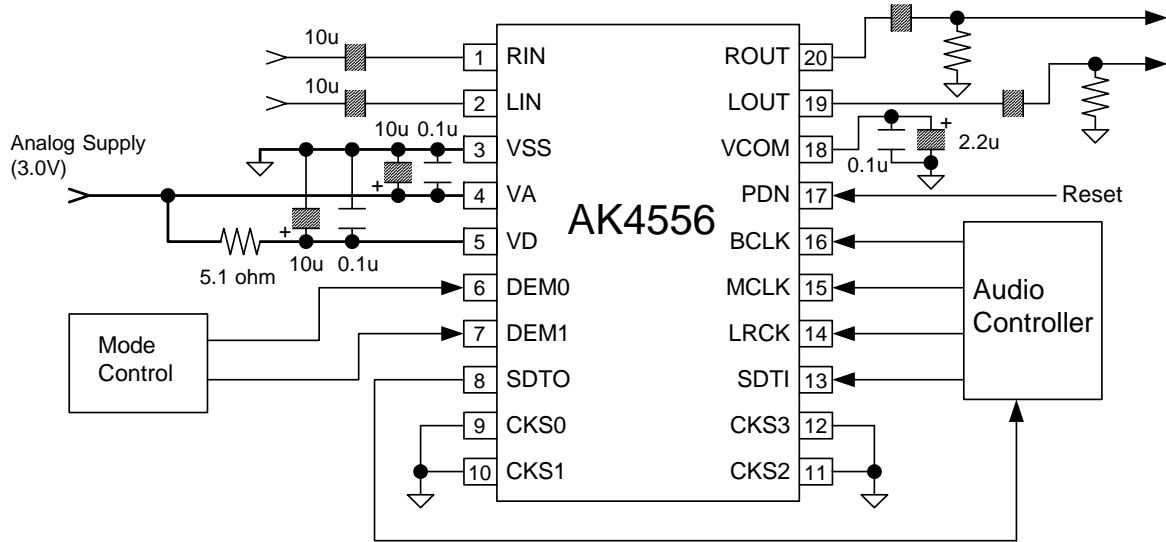 10u
1
RIN
ROUT
20
10u
2
LIN
LOUT
19
Analog Supply
(3.0V)
10u
0.1u
3
VSS
VCOM
18
0.1u
+
2.2u
+
4
VA
PDN
17
Reset
AK4556
+
10u
0.1u
5
VD
BCLK
16
5.1 ohm
6
DEM0
MCLK
15
Audio
Controller
Mode
Control
7
DEM1
LRCK
14
8
SDTO
SDTI
13
9
CKS0
CKS3
12
10
CKS1
CKS2
11